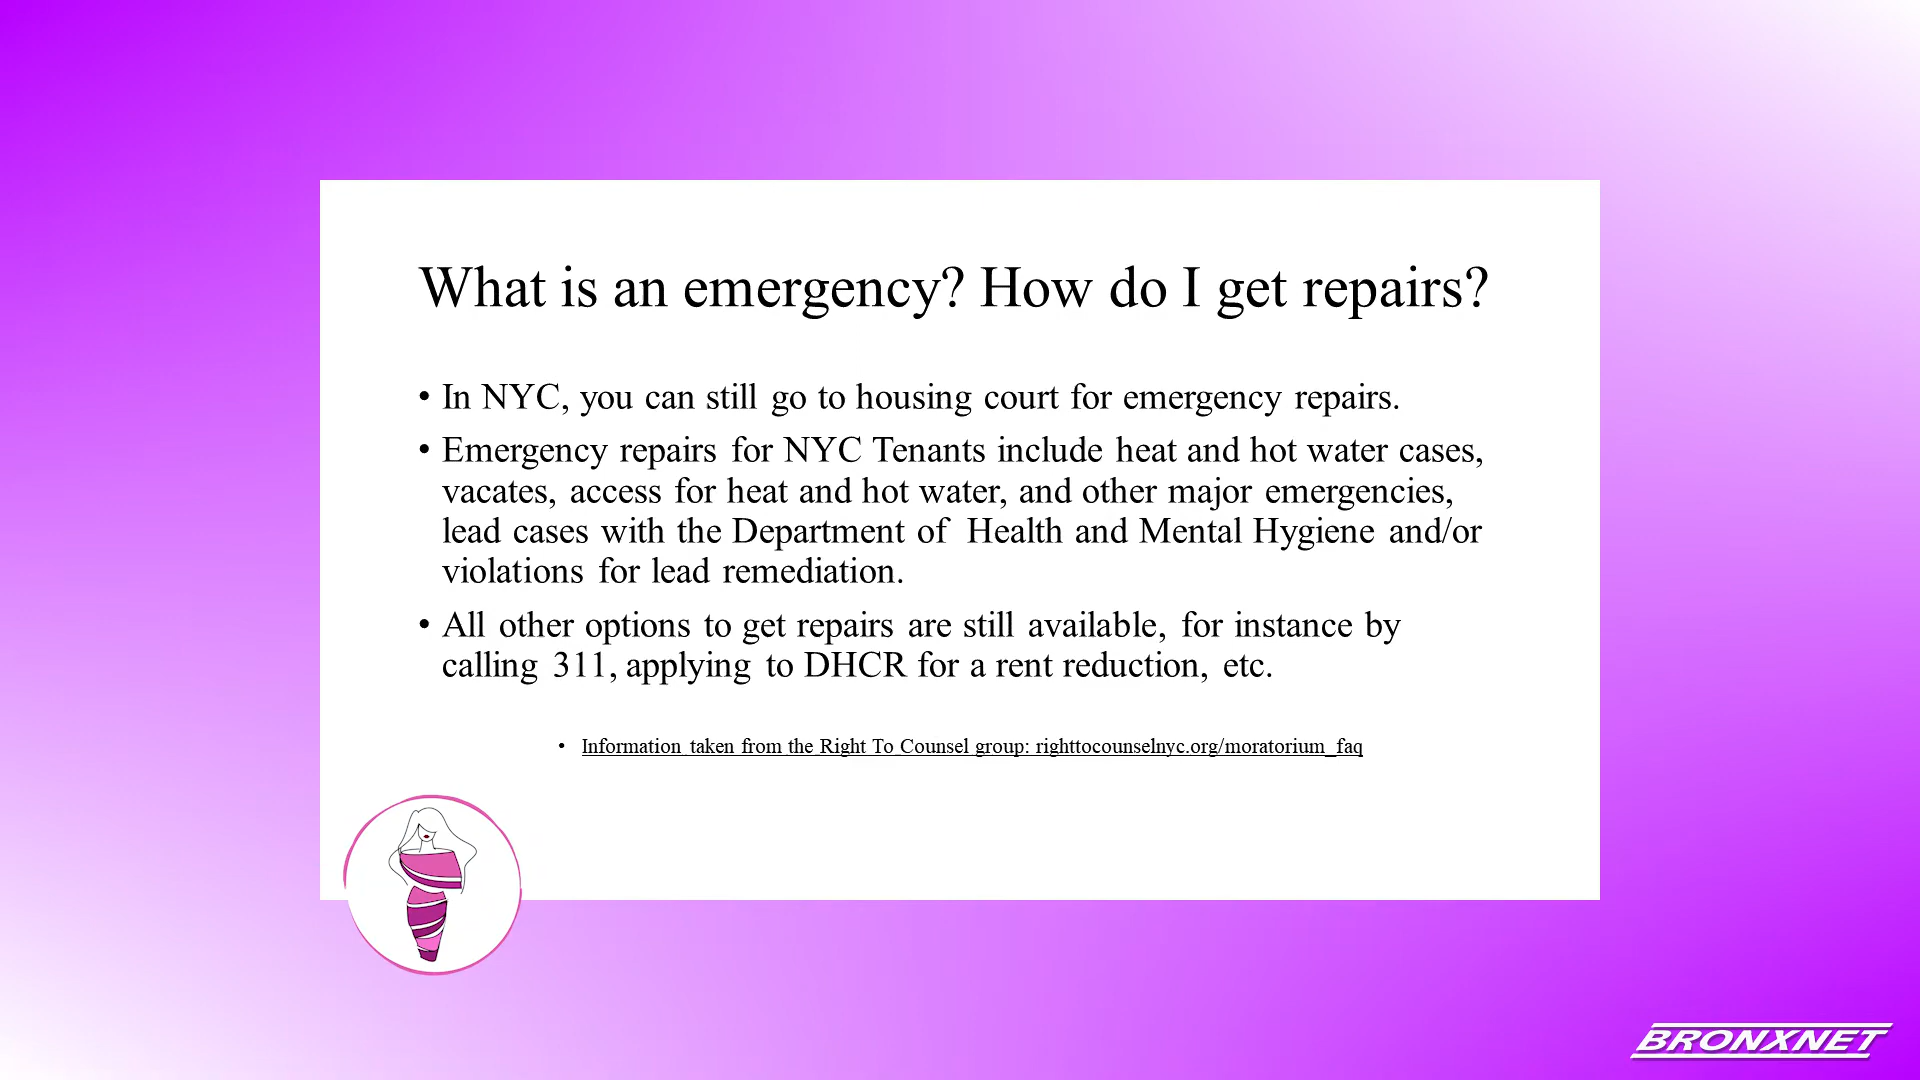 What is an emergency? How do I get repairs?
• In NYC, you can still go to housing court for emergency repairs.
• Emergency repairs for NYC Tenants include heat and hot water cases,
vacates, access for heat and hot water, and other major emergencies,
lead cases with the Department of Health and Mental Hygiene and/or
violations for lead remediation.
• All other options to get repairs are still available, for instance by
calling 311, applying to DHCR for a rent reduction, etc.
• Information taken from the Right To Counsel group: righttocounselnyc.org/moratorium_faq
BRONXNET